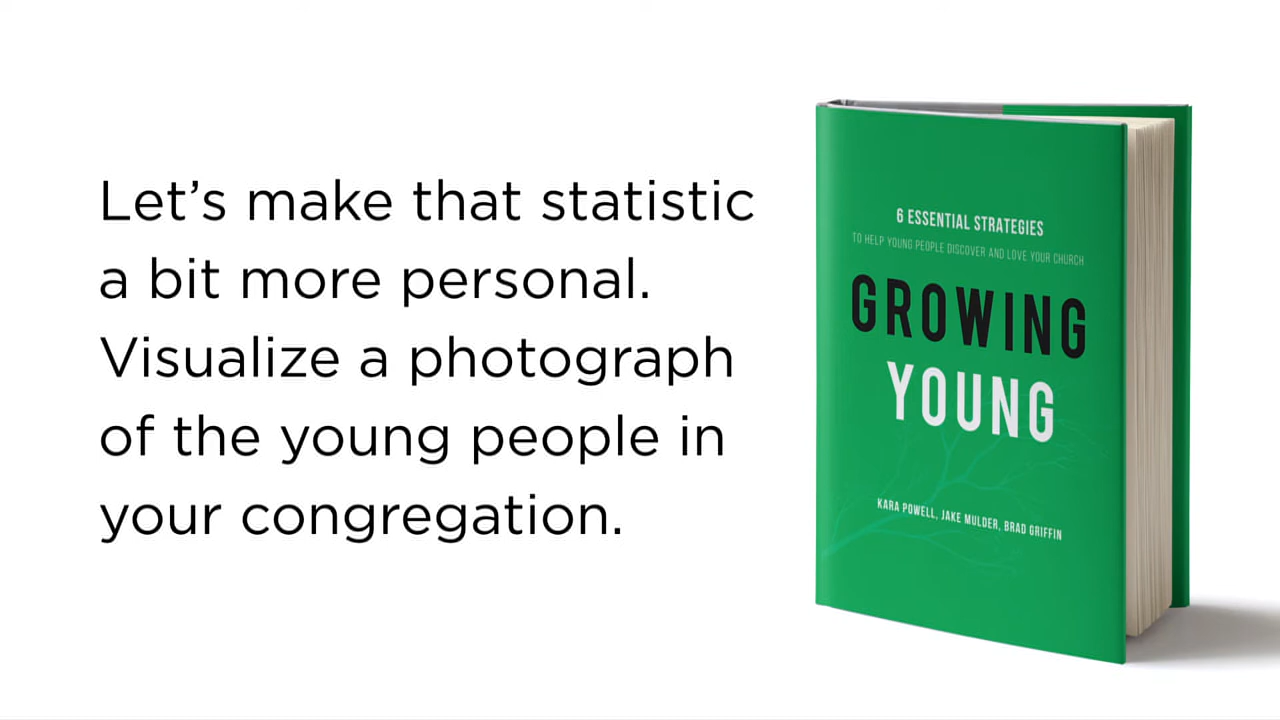 Let's make that statistic
a bit more personal.
Visualize a photograph
of the young people in
your congregation.
6 ESSENTIAL STRATEGIES
TO HELP YOUNG PEOPLE DISCOVER AND LOVE YOUR CHURCH
GROWING
YOUNG
KARA POWELL, JAKE MULDER, BRAD GRIFFIN